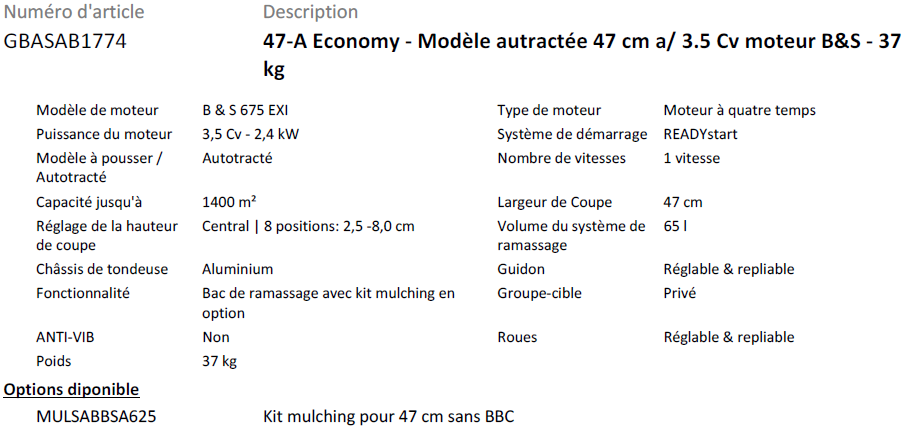 Numéro d'article Description
GBASAB1774 47-A Economy - Modèle autractée 47 cm a/ 3.5 Cv moteur B&S - 37
kg
Modèle de moteur B & S 675 EXI Type de moteur Moteur à quatre temps
Puissance du moteur 3,5 Cv - 2,4 kW Système de démarrage READYstart
Modèle à pousser / Autotracté Nombre de vitesses 1 vitesse
Autotracté
Capacité jusqu'à 1400 m² Largeur de Coupe 47 cm
Réglage de la hauteur Central | 8 positions: 2,5 -8,0 cm Volume du système de 65 l
de coupe ramassage
Châssis de tondeuse Aluminium Guidon Réglable & repliable
Fonctionnalité Bac de ramassage avec kit mulching en Groupe-cible Privé
option
ANTI-VIB Non Roues Réglable & repliable
Poids 37 kg
Options diponible
MULSABBSA625 Kit mulching pour 47 cm sans BBC